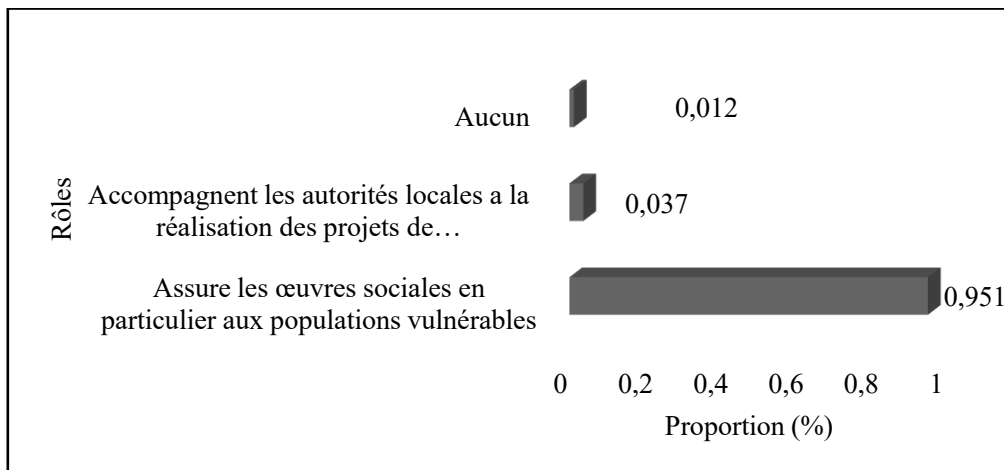 Rôles
Aucun
0,012
Accompagnent les autorités locales a la
réalisation des projets de…
0,037
Assure les œuvres sociales en
particulier aux populations vulnérables
0,951
0 0,2 0,4 0,6 0,8 1
Proportion (%)